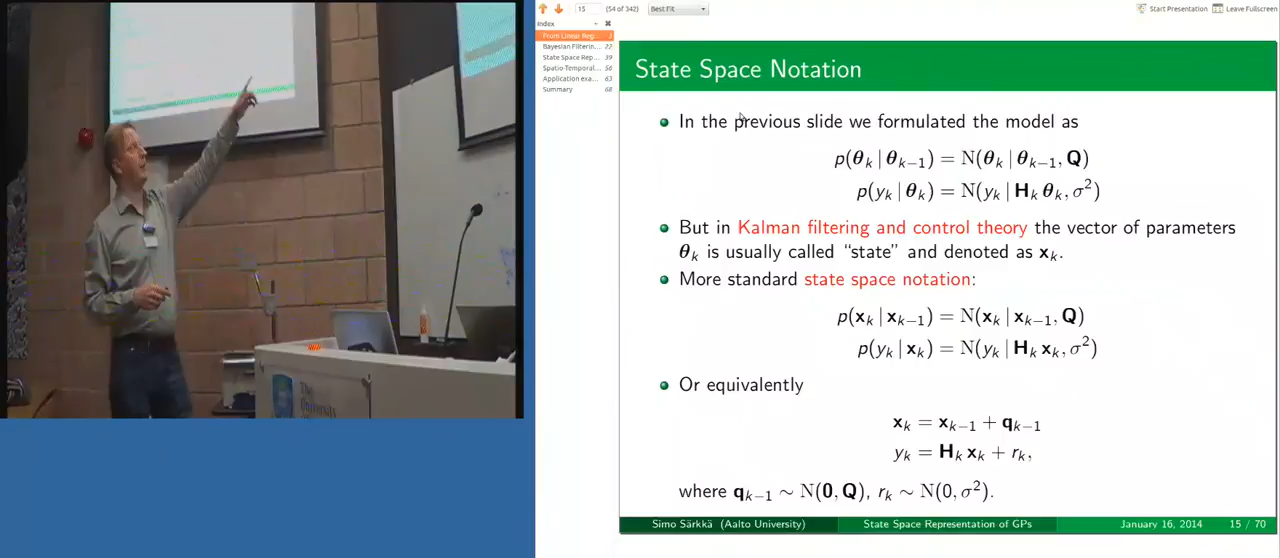 15 (54 of 342) Best Fit Start Presentation Leave Fullscreen
Index
From Linear Reg... 3
Bayesian Filterin... 22
State Space Rep... 39
Spatio-Temporal... 56
Application exa... 63
Summary 68
State Space Notation
In the previous slide we formulated the model as
p(θ_k | θ_{k−1}) = N(θ_k | θ_{k−1}, Q)
p(y_k | θ_k) = N(y_k | H_k θ_k, σ²)
But in Kalman filtering and control theory the vector of parameters
θ_k is usually called “state” and denoted as x_k.
More standard state space notation:
p(x_k | x_{k−1}) = N(x_k | x_{k−1}, Q)
p(y_k | x_k) = N(y_k | H_k x_k, σ²)
Or equivalently
x_k = x_{k−1} + q_{k−1}
y_k = H_k x_k + r_k,
where q_{k−1} ∼ N(0, Q), r_k ∼ N(0, σ²).
Simo Särkkä (Aalto University) State Space Representation of GPs January 16, 2014 15 / 70
The
University